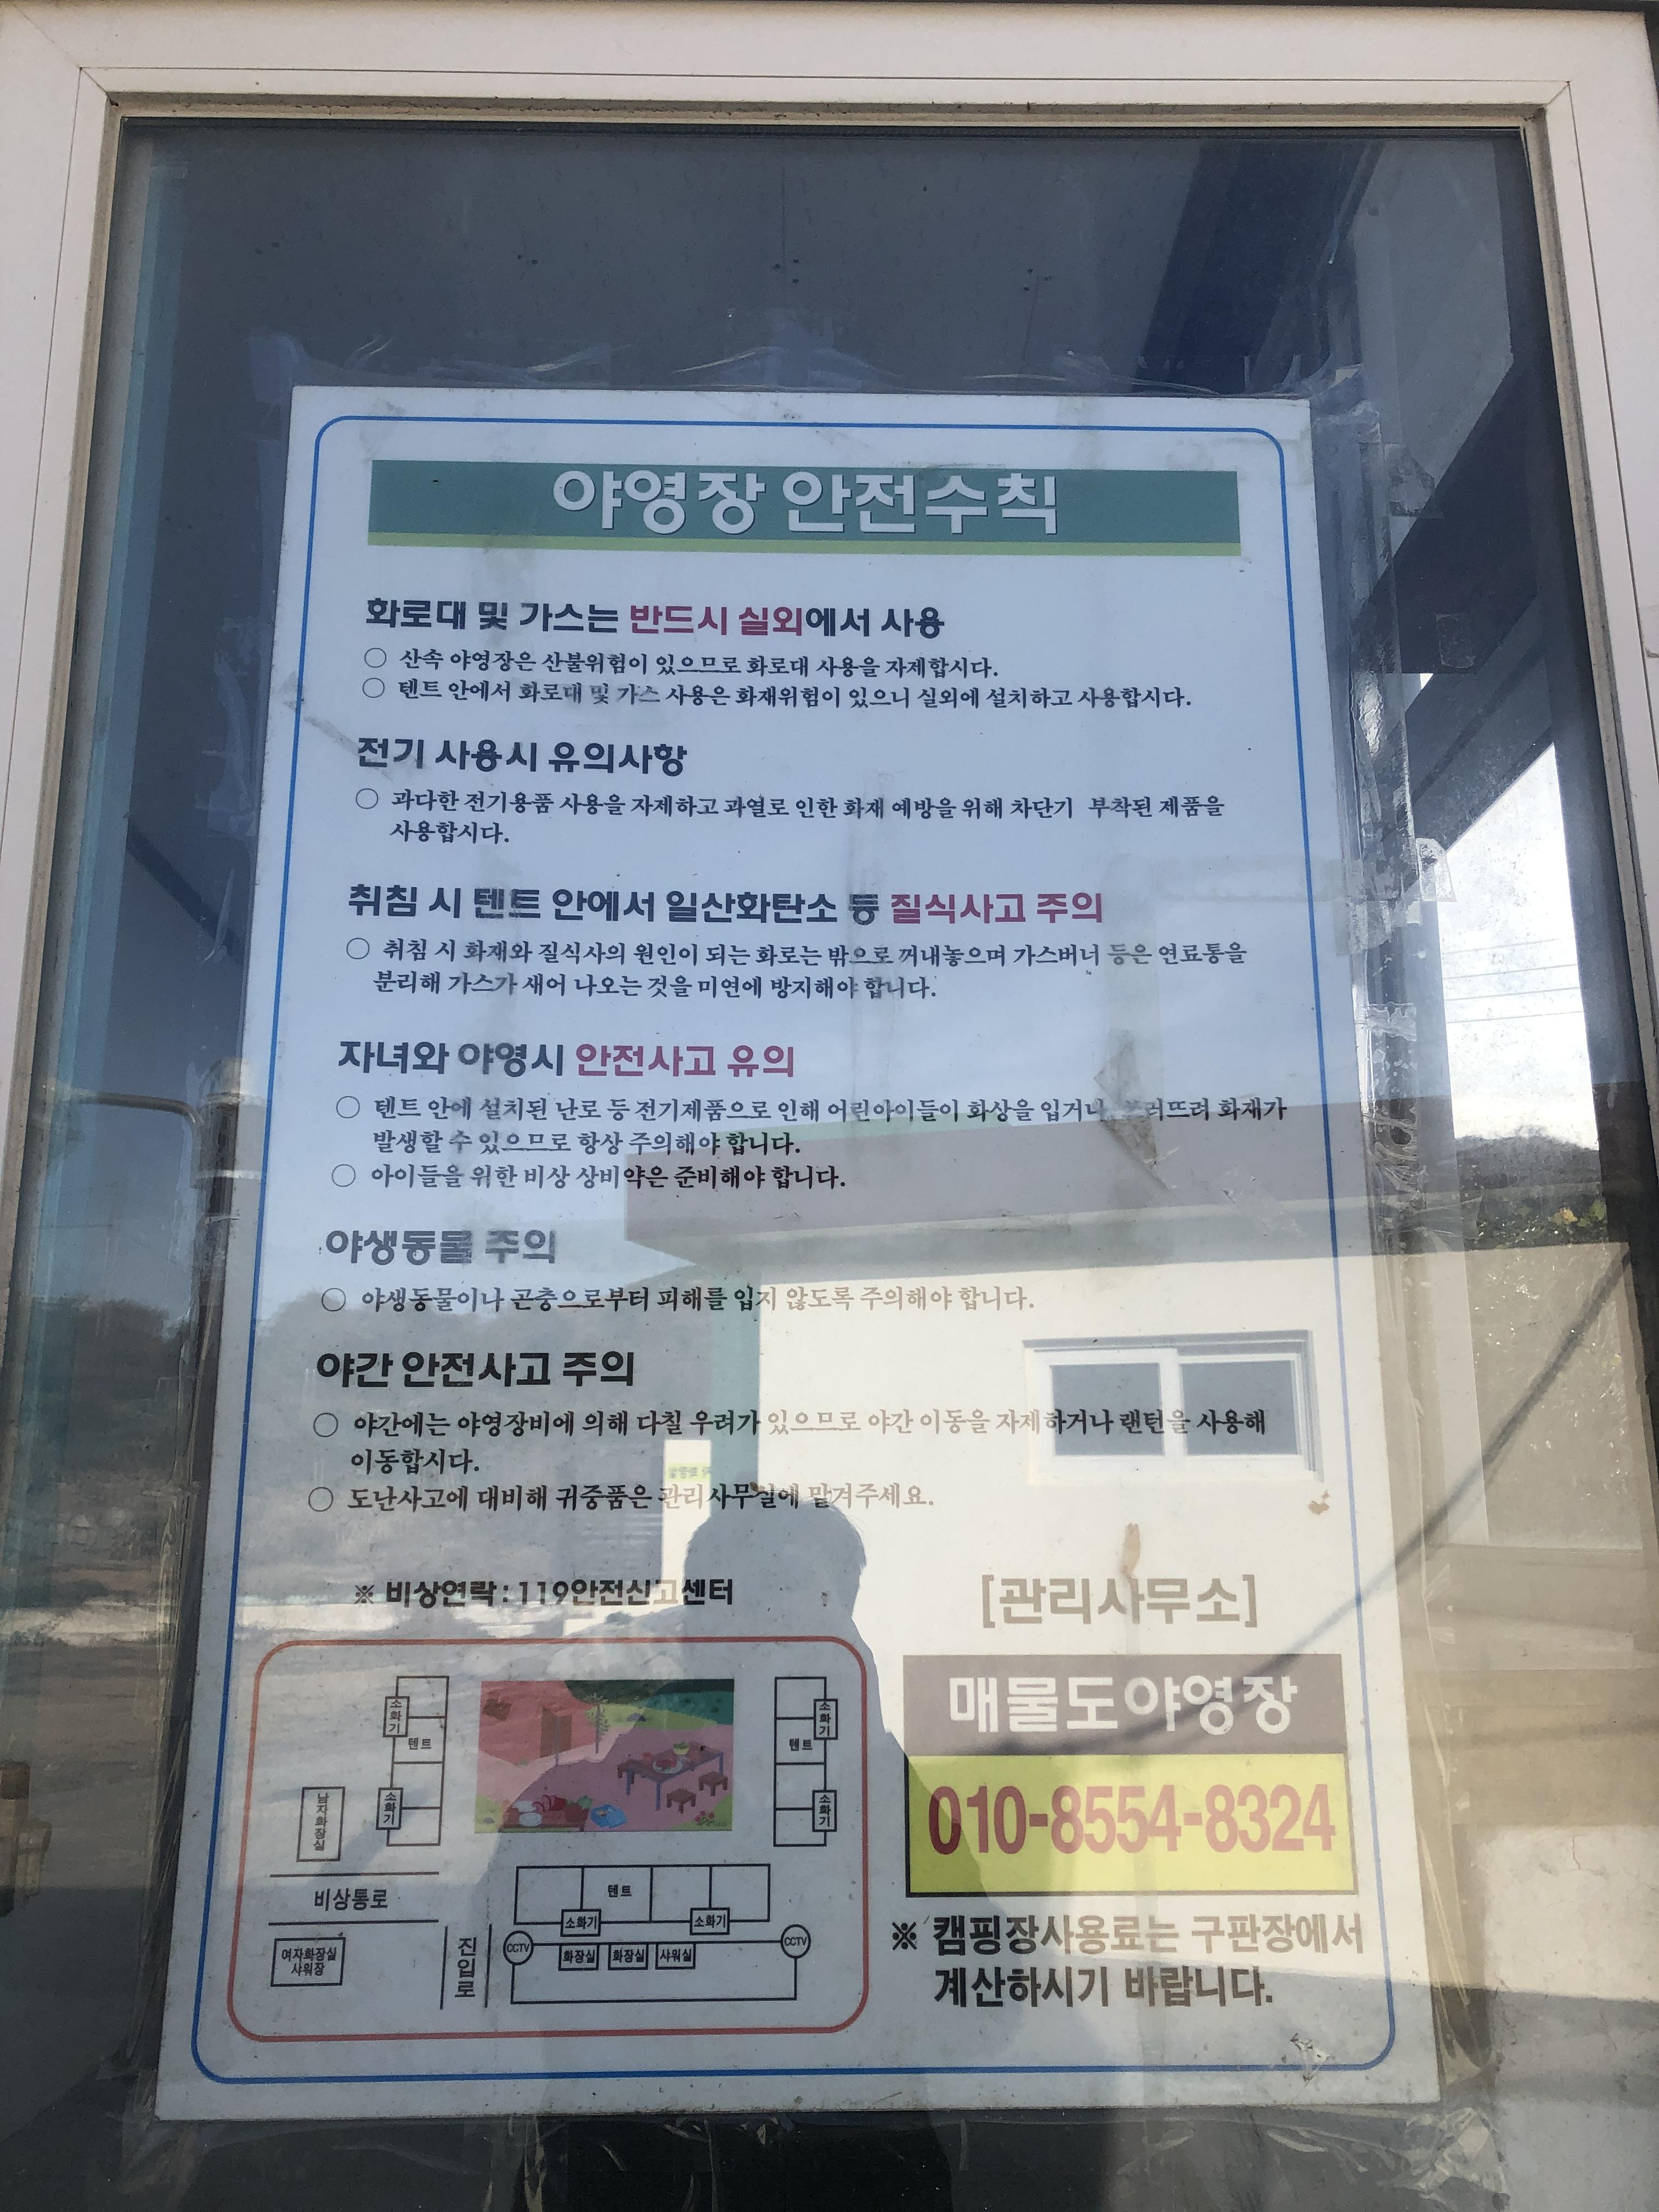 야영장 안전수칙
화로대 및 가스는 반드시 실외에서 사용
○ 산속 야영장은 산불위험이 있으므로 화로대 사용을 자제합시다.
○ 텐트 안에서 화로대 및 가스 사용은 화재위험이 있으니 실외에 설치하고 사용합시다.
전기 사용시 유의사항
○ 과다한 전기용품 사용을 자제하고 과열로 인한 화재 예방을 위해 차단기 부착된 제품을
사용합시다.
취침 시 텐트 안에서 일산화탄소 등 질식사고 주의
○ 취침 시 화재와 질식사의 원인이 되는 화로는 밖으로 꺼내놓으며 가스버너 등은 연료통을
분리해 가스가 새어 나오는 것을 미연에 방지해야 합니다.
자녀와 야영시 안전사고 유의
○ 텐트 안에 설치된 난로 등 전기제품으로 인해 어린아이들이 화상을 입거나, 화재가
발생할 수 있으므로 항상 주의해야 합니다.
○ 아이들을 위한 비상 상비약은 준비해야 합니다.
야생동물 주의
○ 야생동물이나 곤충으로부터 피해를 입지 않도록 주의해야 합니다.
야간 안전사고 주의
○ 야간에는 야영장비에 의해 다칠 우려가 있으므로 야간 이동을 자제하거나 랜턴을 사용해
이동합시다.
○ 도난사고에 대비해 귀중품은 관리사무실에 맡겨주세요.
※ 비상연락 : 119안전신고센터
[관리사무소]
매물도야영장
010-8554-8324
※ 캠핑장사용료는 구판장에서
계산하시기 바랍니다.
소화기
텐트
소화기
남자화장실
소화기
텐트
소화기
비상통로
여자화장실
샤워장
진입로
텐트
소화기
소화기
CCTV
화장실
화장실
샤워실
CCTV